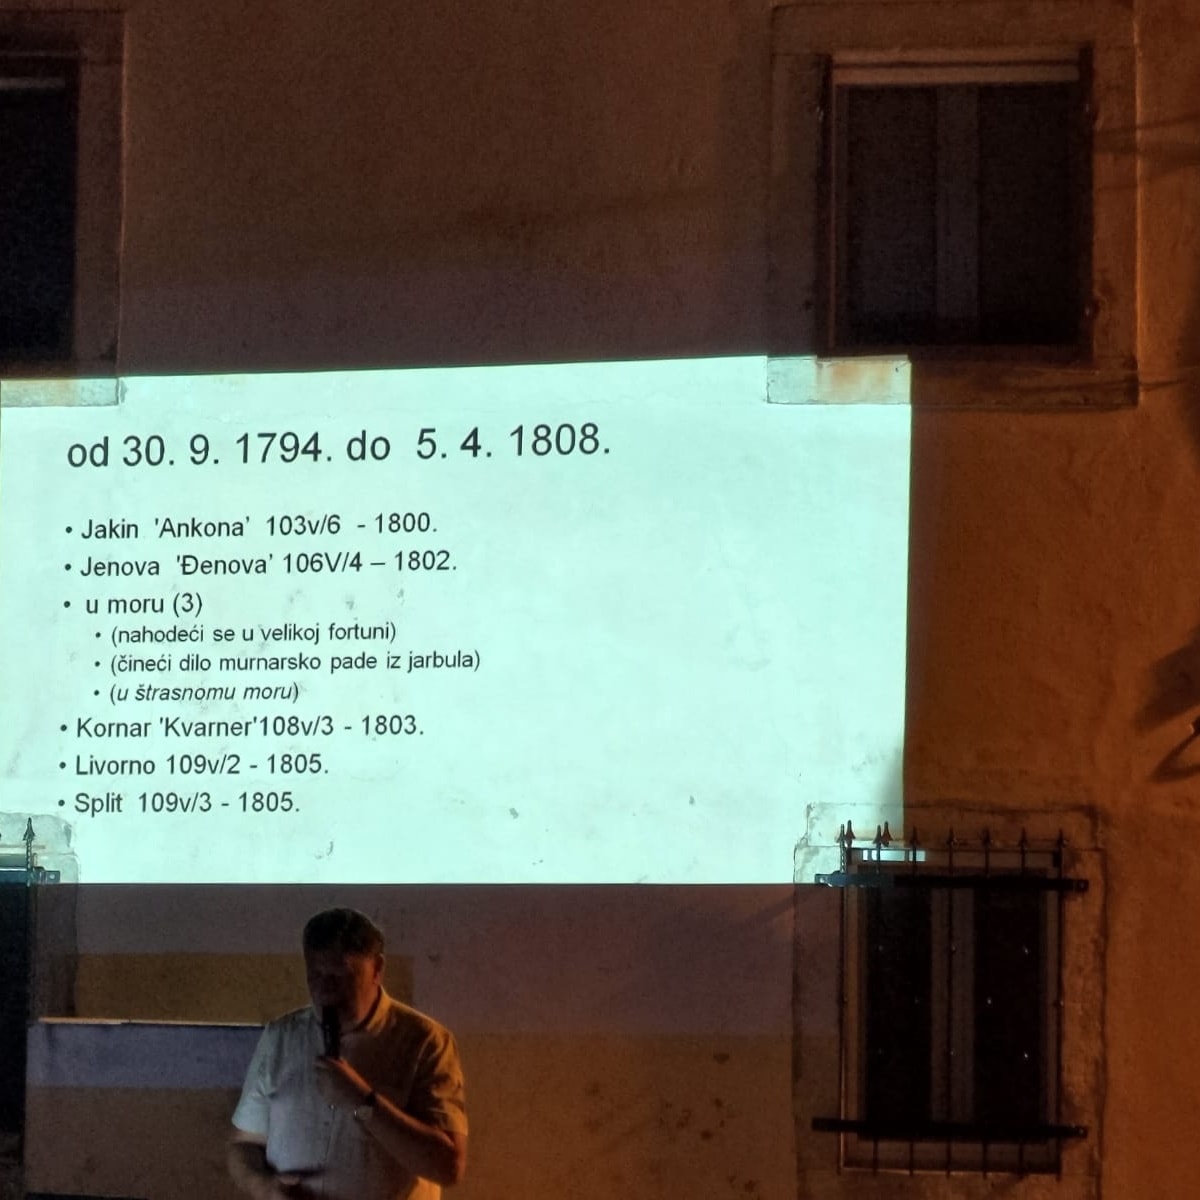 od 30. 9. 1794. do 5. 4. 1808.
• Jakin 'Ankona' 103v/6 - 1800.
• Jenova 'Đenova' 106V/4 – 1802.
• u moru (3)
• (nahodeći se u velikoj fortuni)
• (čineći dilo murnarsko pade iz jarbula)
• (u štrasnomu moru)
• Kornar 'Kvarner'108v/3 - 1803.
• Livorno 109v/2 - 1805.
• Split 109v/3 - 1805.